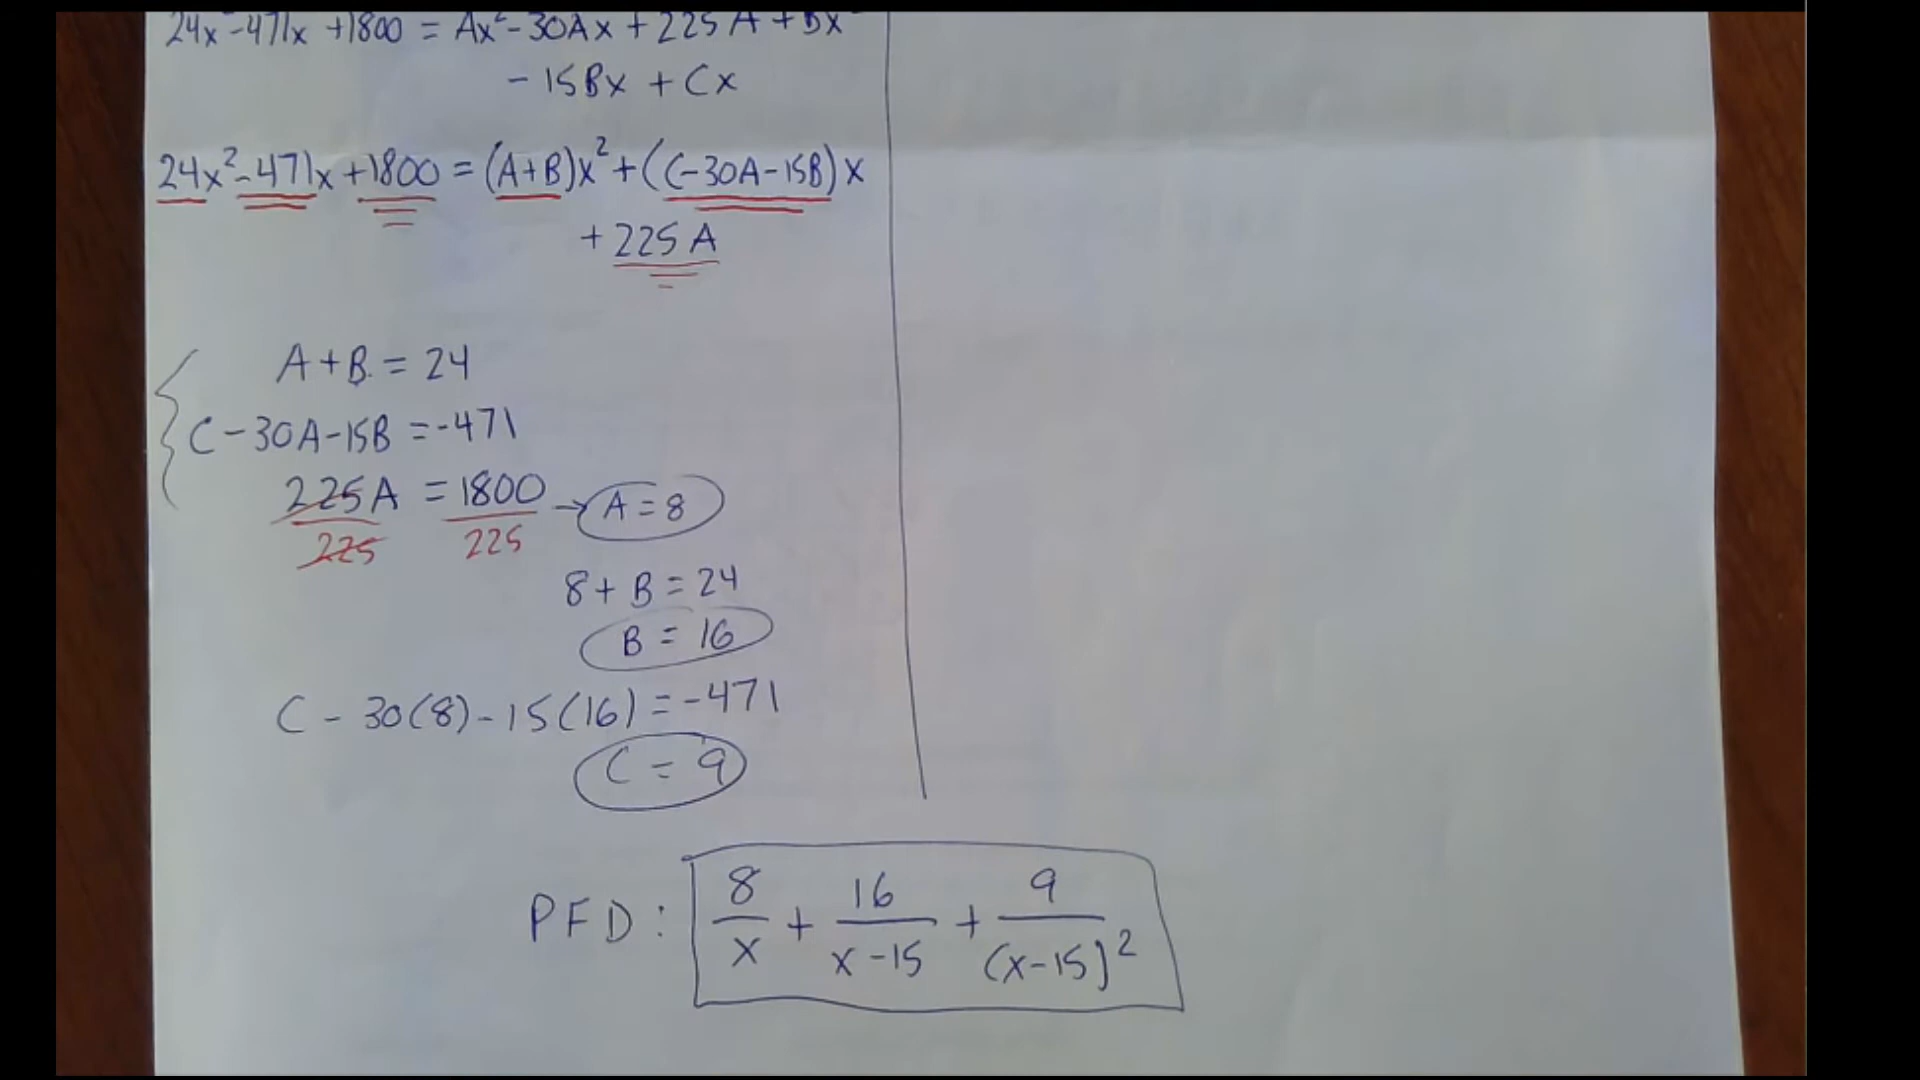 24x²-471x+1800 = Ax²-30Ax+225A+Bx²
-15Bx+Cx
24x²-471x+1800=(A+B)x²+(C-30A-15B)x
+225A
A+B=24
C-30A-15B=-471
225A=1800 → A=8
225 225
8+B=24
B=16
C-30(8)-15(16)=-471
C=9
PFD: 8/x + 16/(x-15) + 9/(x-15)²